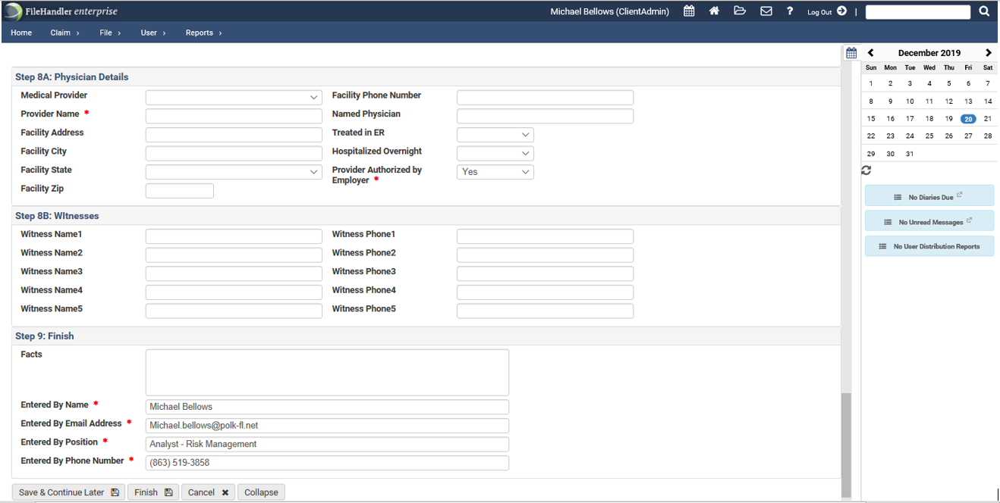 FileHandler enterprise
Michael Bellows (ClientAdmin) ? Log Out |
Home Claim > File > User > Reports >
December 2019
Sun Mon Tue Wed Thu Fri Sat
1 2 3 4 5 6 7
8 9 10 11 12 13 14
15 16 17 18 19 20 21
22 23 24 25 26 27 28
29 30 31
No Diaries Due
No Unread Messages
No User Distribution Reports
Step 8A: Physician Details
Medical Provider Facility Phone Number
Provider Name * Named Physician
Facility Address Treated in ER
Facility City Hospitalized Overnight
Facility State Provider Authorized by Employer * Yes
Facility Zip
Step 8B: WItnesses
Witness Name1 Witness Phone1
Witness Name2 Witness Phone2
Witness Name3 Witness Phone3
Witness Name4 Witness Phone4
Witness Name5 Witness Phone5
Step 9: Finish
Facts
Entered By Name * Michael Bellows
Entered By Email Address * Michael.bellows@polk-fl.net
Entered By Position * Analyst - Risk Management
Entered By Phone Number * (863) 519-3858
Save & Continue Later Finish Cancel Collapse